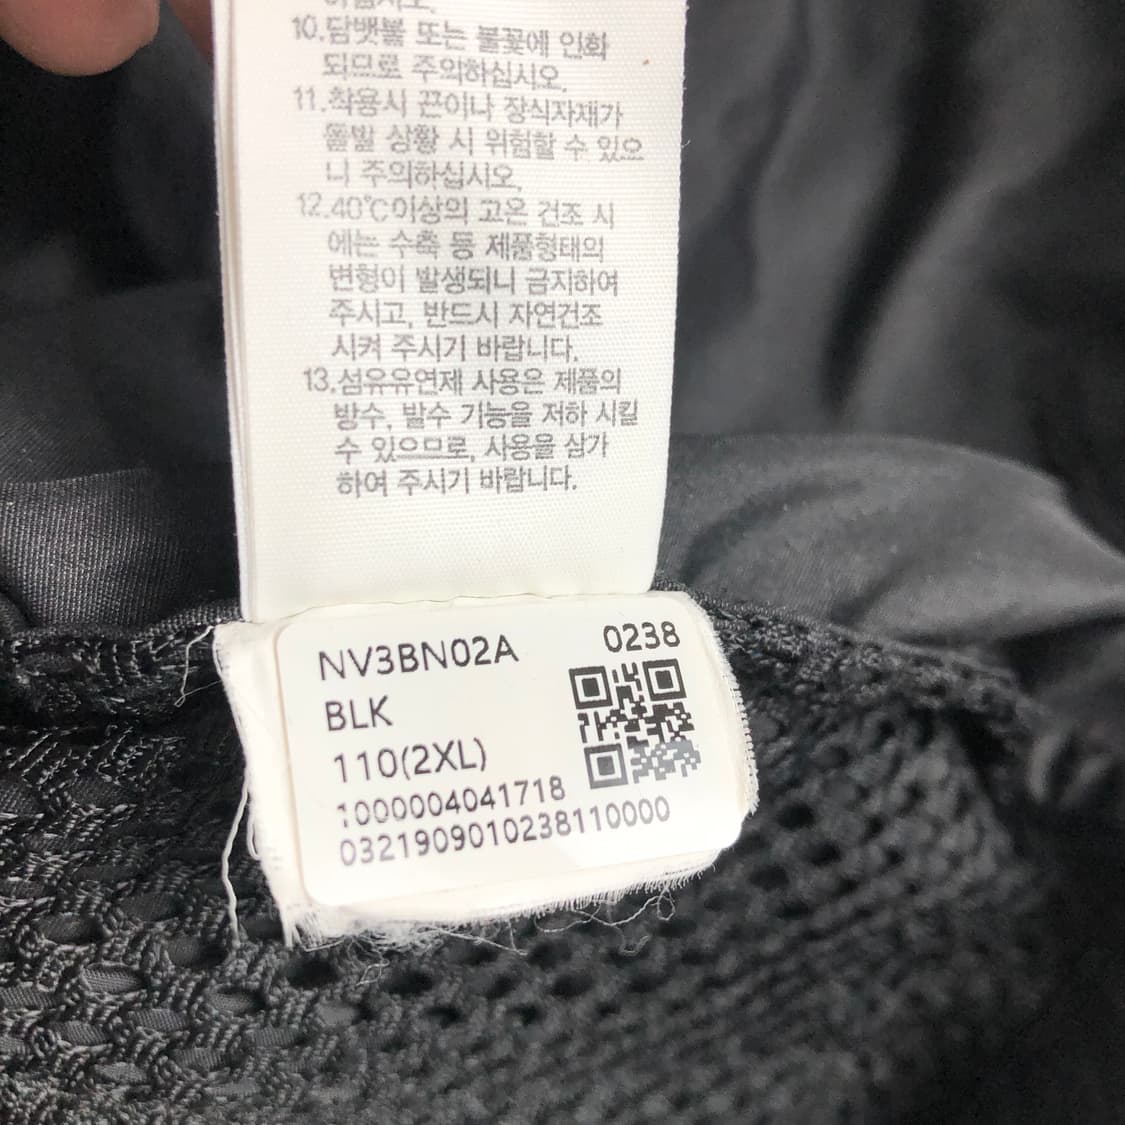 10.담뱃불 또는 불꽃에 인화
되므로 주의하십시오.
11.착용시 끈이나 장식자재가
돌발 상황 시 위험할 수 있으
니 주의하십시오.
12.40℃이상의 고온 건조 시
에는 수축 등 제품형태의
변형이 발생되니 금지하여
주시고, 반드시 자연건조
시켜 주시기 바랍니다.
13.섬유유연제 사용은 제품의
방수, 발수 기능을 저하 시킬
수 있으므로, 사용을 삼가
하여 주시기 바랍니다.
NV3BN02A 0238
BLK
110(2XL)
1000004041718
0321909010238110000